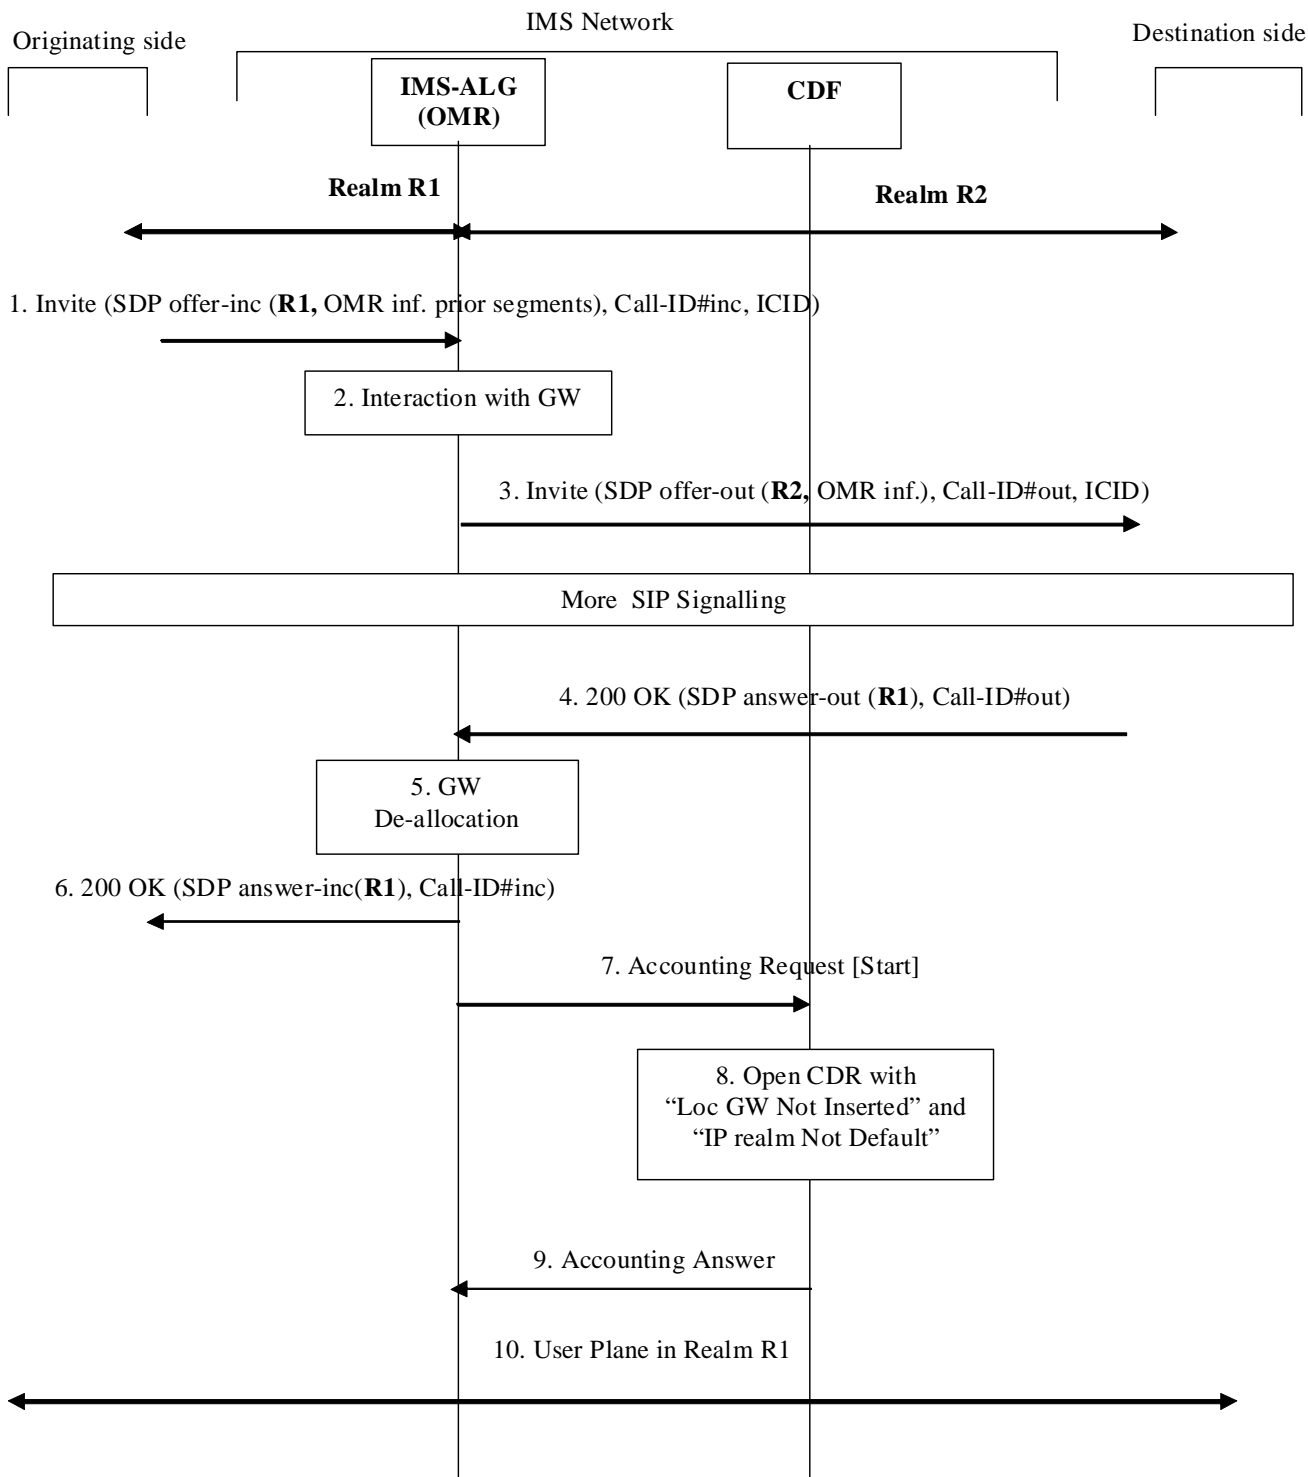 IMS Network
Originating side
Destination side
IMS-ALG
(OMR)
CDF
Realm R1
Realm R2
1. Invite (SDP offer-inc (R1, OMR inf. prior segments), Call-ID#inc, ICID)
2. Interaction with GW
3. Invite (SDP offer-out (R2, OMR inf.), Call-ID#out, ICID)
More SIP Signalling
4. 200 OK (SDP answer-out (R1), Call-ID#out)
5. GW
De-allocation
6. 200 OK (SDP answer-inc(R1), Call-ID#inc)
7. Accounting Request [Start]
8. Open CDR with
“Loc GW Not Inserted” and
“IP realm Not Default”
9. Accounting Answer
10. User Plane in Realm R1